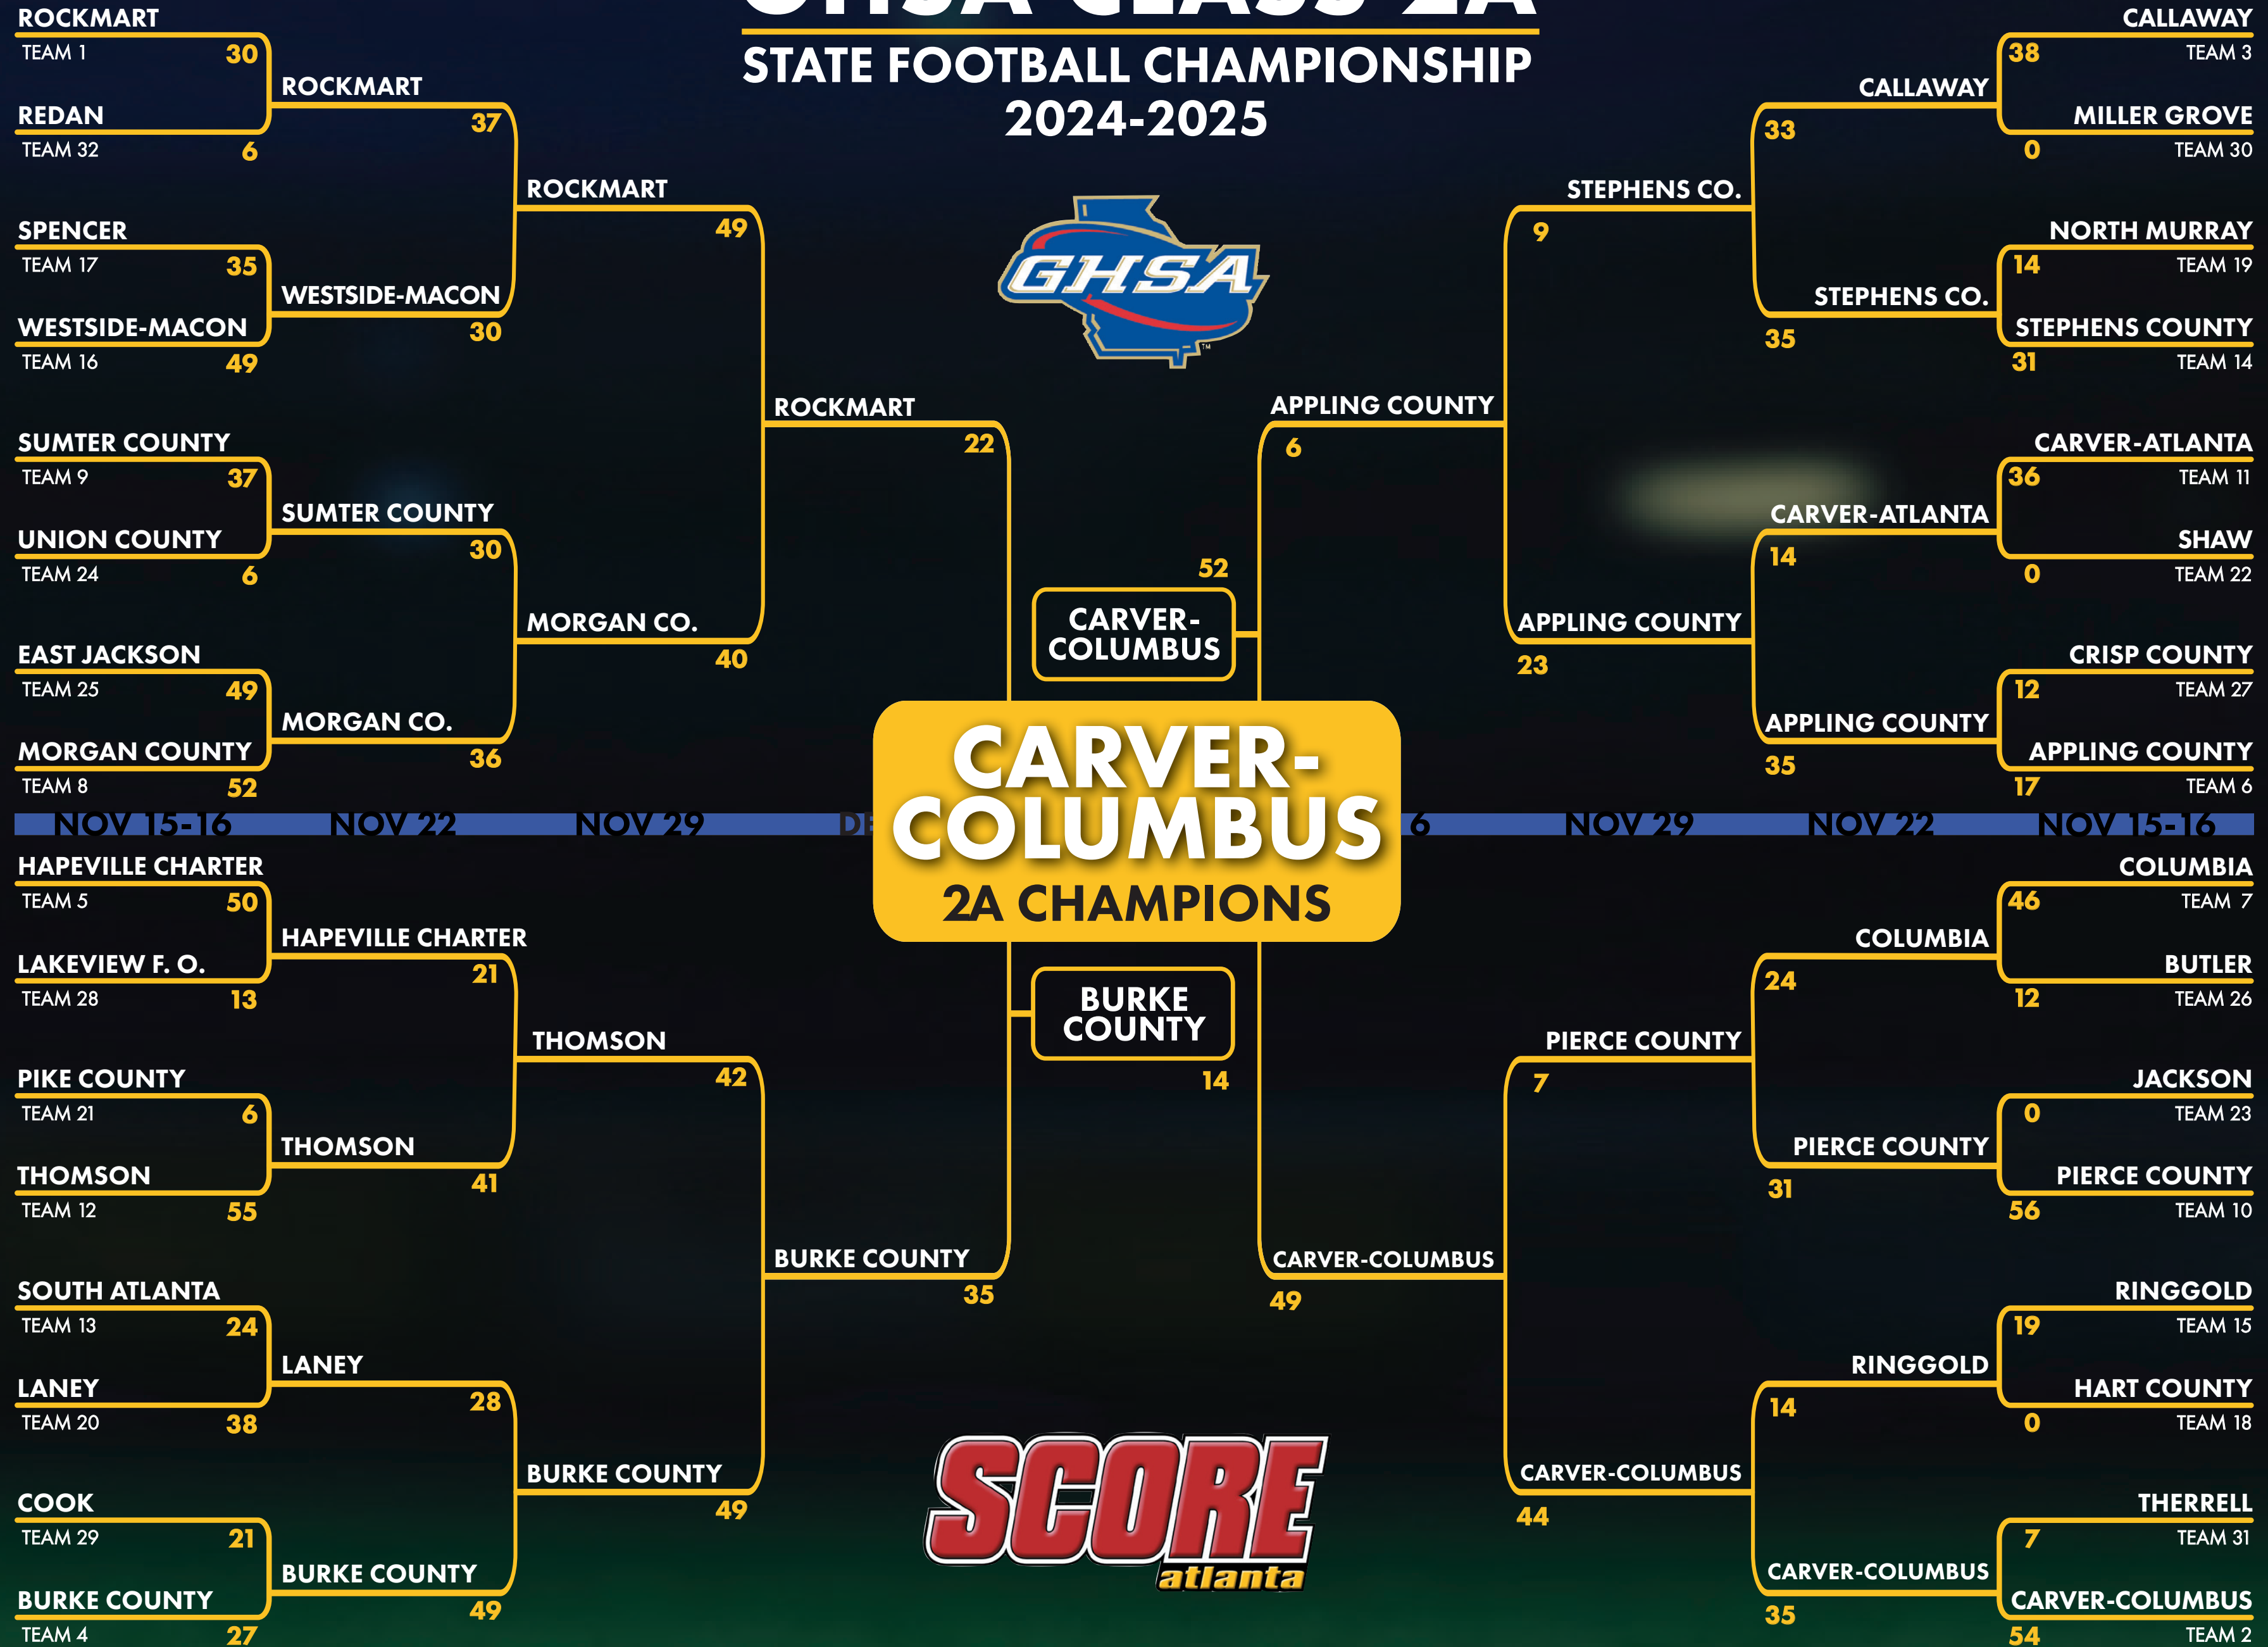 GHSA CLASS 2A
STATE FOOTBALL CHAMPIONSHIP
2024-2025
GHSA
TM
ROCKMART
TEAM 1
30
REDAN
TEAM 32
6
SPENCER
TEAM 17
35
WESTSIDE-MACON
TEAM 16
49
SUMTER COUNTY
TEAM 9
37
UNION COUNTY
TEAM 24
6
EAST JACKSON
TEAM 25
49
MORGAN COUNTY
TEAM 8
52
ROCKMART
37
WESTSIDE-MACON
30
SUMTER COUNTY
30
MORGAN CO.
36
ROCKMART
49
MORGAN CO.
40
ROCKMART
22
CALLAWAY
38
TEAM 3
MILLER GROVE
0
TEAM 30
NORTH MURRAY
14
TEAM 19
STEPHENS COUNTY
31
TEAM 14
CARVER-ATLANTA
36
TEAM 11
SHAW
0
TEAM 22
CRISP COUNTY
12
TEAM 27
APPLING COUNTY
17
TEAM 6
CALLAWAY
33
STEPHENS CO.
35
CARVER-ATLANTA
14
APPLING COUNTY
35
STEPHENS CO.
9
APPLING COUNTY
23
APPLING COUNTY
6
52
CARVER-
COLUMBUS
CARVER-
COLUMBUS
2A CHAMPIONS
BURKE
COUNTY
14
NOV 15-16 NOV 22 NOV 29 6 NOV 29 NOV 22 NOV 15-16
HAPEVILLE CHARTER
TEAM 5
50
LAKEVIEW F. O.
TEAM 28
13
PIKE COUNTY
TEAM 21
6
THOMSON
TEAM 12
55
SOUTH ATLANTA
TEAM 13
24
LANEY
TEAM 20
38
COOK
TEAM 29
21
BURKE COUNTY
TEAM 4
27
HAPEVILLE CHARTER
21
THOMSON
41
LANEY
28
BURKE COUNTY
49
THOMSON
42
BURKE COUNTY
49
BURKE COUNTY
35
COLUMBIA
46
TEAM 7
BUTLER
12
TEAM 26
JACKSON
0
TEAM 23
PIERCE COUNTY
56
TEAM 10
RINGGOLD
19
TEAM 15
HART COUNTY
0
TEAM 18
THERRELL
7
TEAM 31
CARVER-COLUMBUS
54
TEAM 2
COLUMBIA
24
PIERCE COUNTY
31
RINGGOLD
14
CARVER-COLUMBUS
35
PIERCE COUNTY
7
CARVER-COLUMBUS
44
CARVER-COLUMBUS
49
SCORE
atlanta